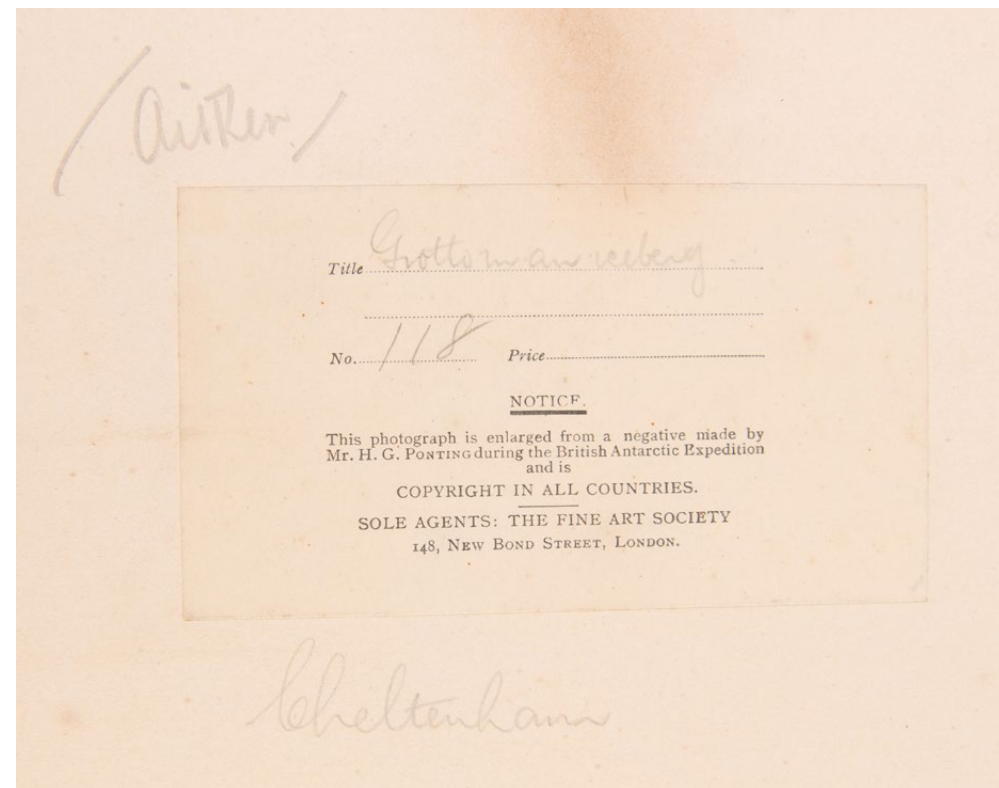 Aitken
Title Grotto in an iceberg.
No. 118 Price
NOTICE.
This photograph is enlarged from a negative made by
Mr. H. G. PONTING during the British Antarctic Expedition
and is
COPYRIGHT IN ALL COUNTRIES.
SOLE AGENTS: THE FINE ART SOCIETY
148, NEW BOND STREET, LONDON.
Cheltenham